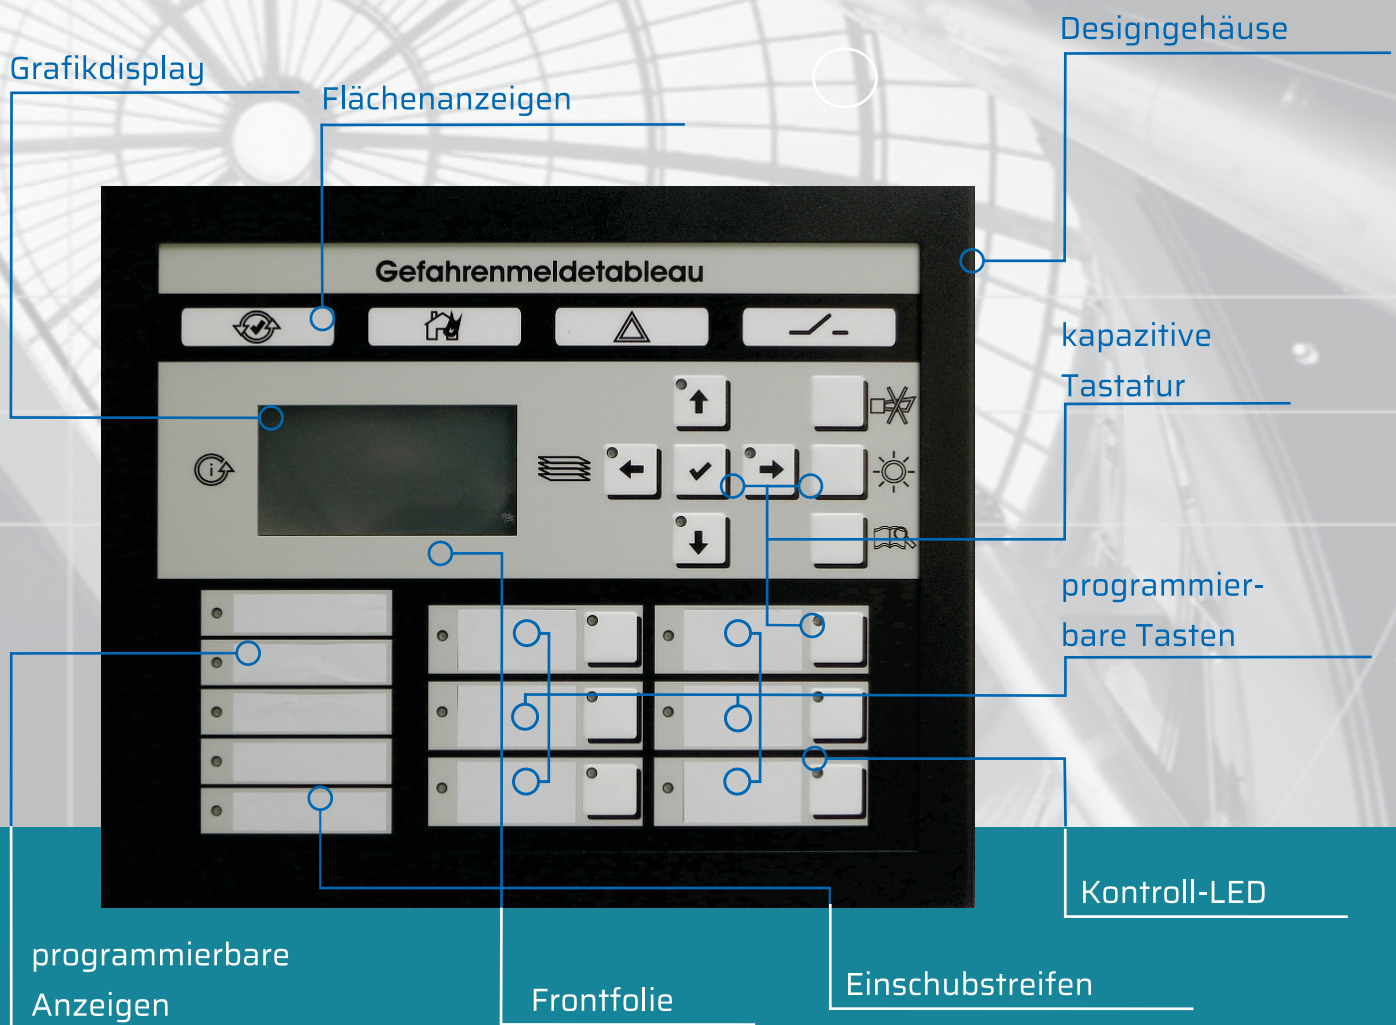 Designgehäuse
Grafikdisplay
Flächenanzeigen
Gefahrenmeldetableau
kapazitive
Tastatur
programmier-
bare Tasten
Kontroll-LED
programmierbare
Anzeigen
Einschubstreifen
Frontfolie